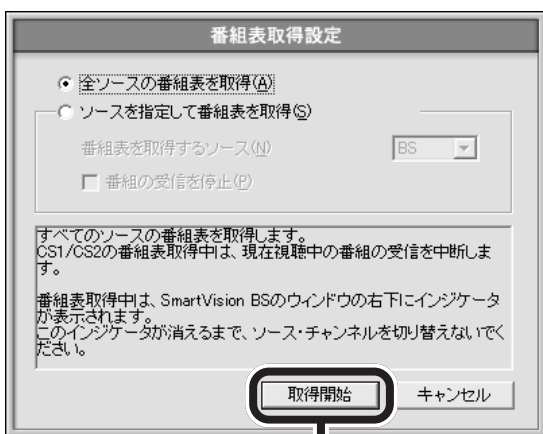 番組表取得設定
全ソースの番組表を取得(A)
ソースを指定して番組表を取得(S)
番組表を取得するソース(N)
BS
番組の受信を停止(P)
すべてのソースの番組表を取得します。
CS1/CS2の番組表取得中は、現在視聴中の番組の受信を中断しま
す。
番組表取得中は、SmartVision BSのウィンドウの右下にインジケータ
が表示されます。
このインジケータが消えるまで、ソース・チャンネルを切り替えないでく
ださい。
取得開始
キャンセル